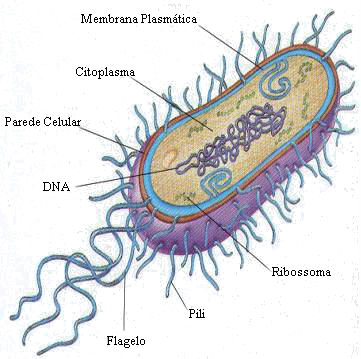 Membrana Plasmática
Citoplasma
Parede Celular
DNA
Ribossoma
Pili
Flagelo